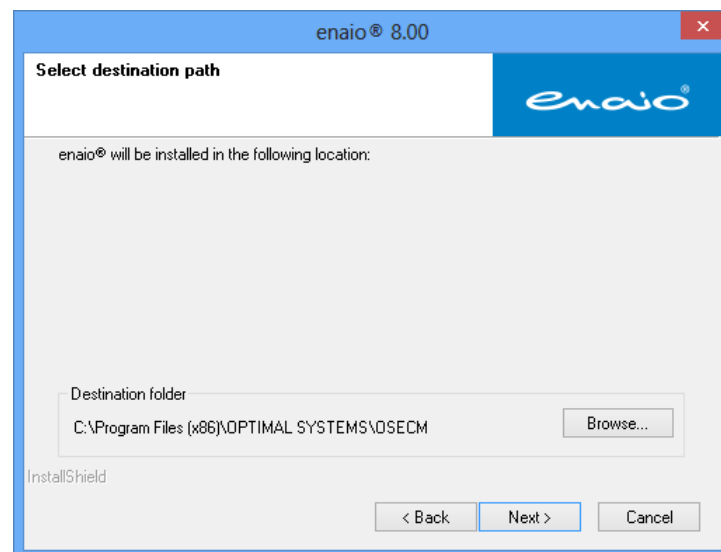 enaio® 8.00
Select destination path
enaio®
enaio® will be installed in the following location:
Destination folder
C:\Program Files (x86)\OPTIMAL SYSTEMS\OSECM
Browse...
InstallShield
< Back
Next >
Cancel